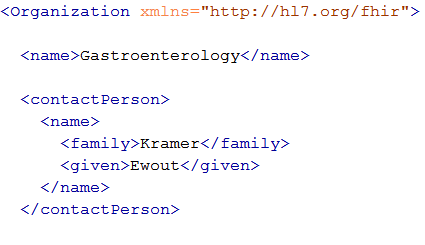 <Organization xmlns="http://hl7.org/fhir">
<name>Gastroenterology</name>
<contactPerson>
<name>
<family>Kramer</family>
<given>Ewout</given>
</name>
</contactPerson>